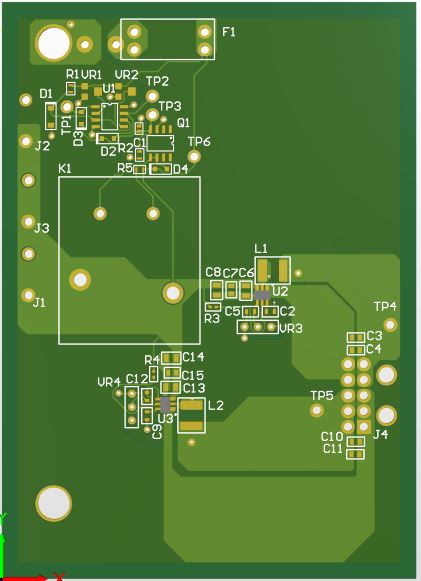 F1
R1 VR1 VR2
TP2
D1 U1
TP3
TP1
D3
Q1
J2
D2 R2 C1
TP6
K1
R5 D4
J3
L1
C8 C7 C6
U2
J1
R3 C5 C2
TP4
VR3
C3
C4
R4 C14
C15
VR4 C12 C13
TP5
L2
U3
C9
J4
C10
C11
Y
X